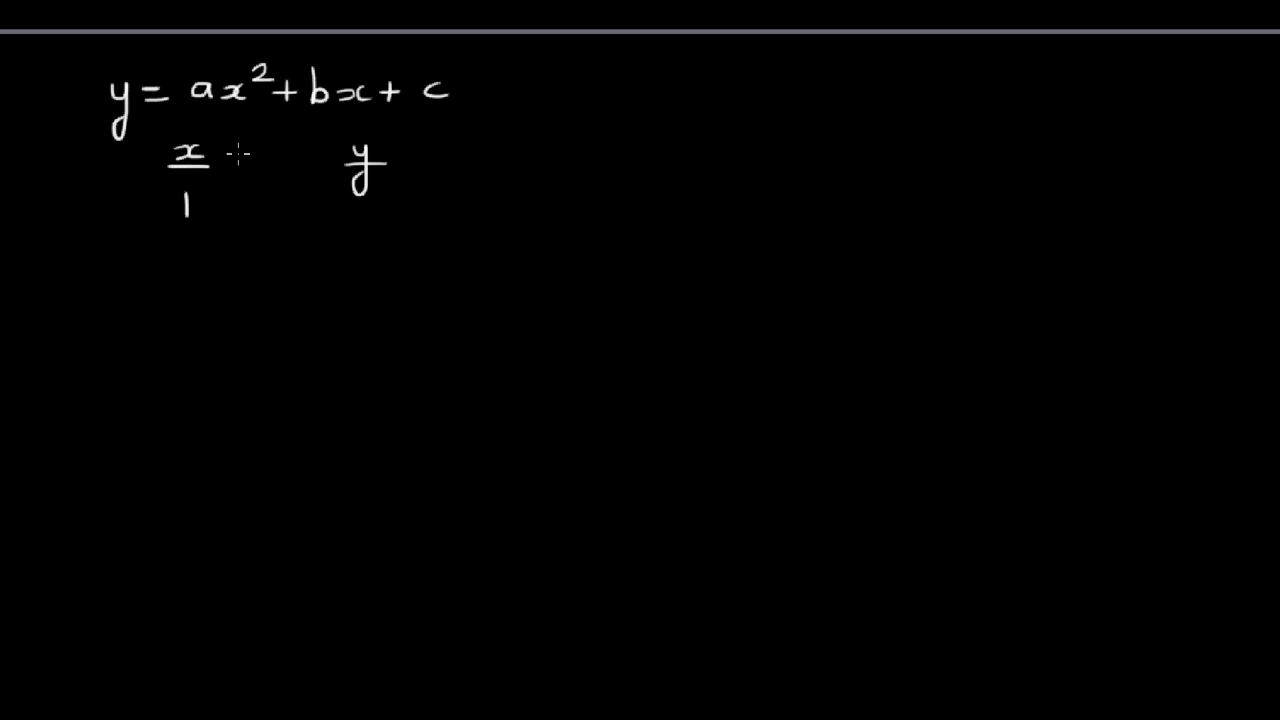 y = ax² + bx + c
x y
1